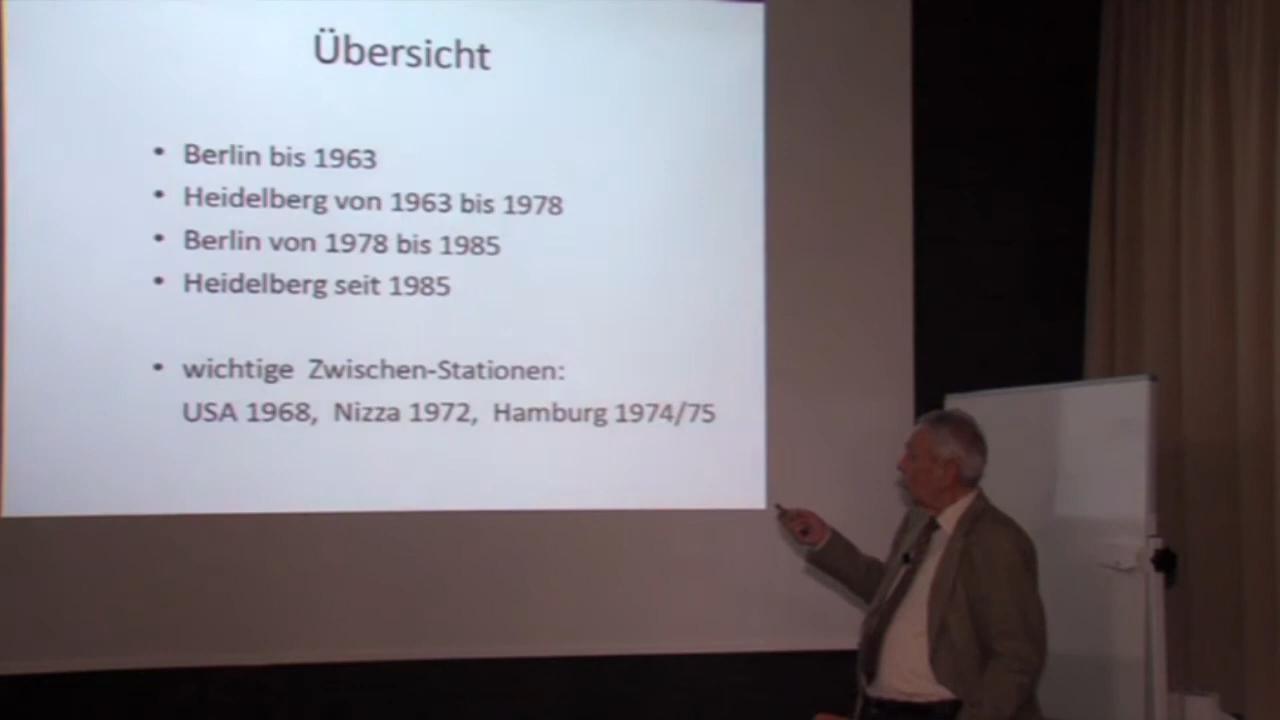 Übersicht
• Berlin bis 1963
• Heidelberg von 1963 bis 1978
• Berlin von 1978 bis 1985
• Heidelberg seit 1985
• wichtige Zwischen-Stationen:
USA 1968, Nizza 1972, Hamburg 1974/75